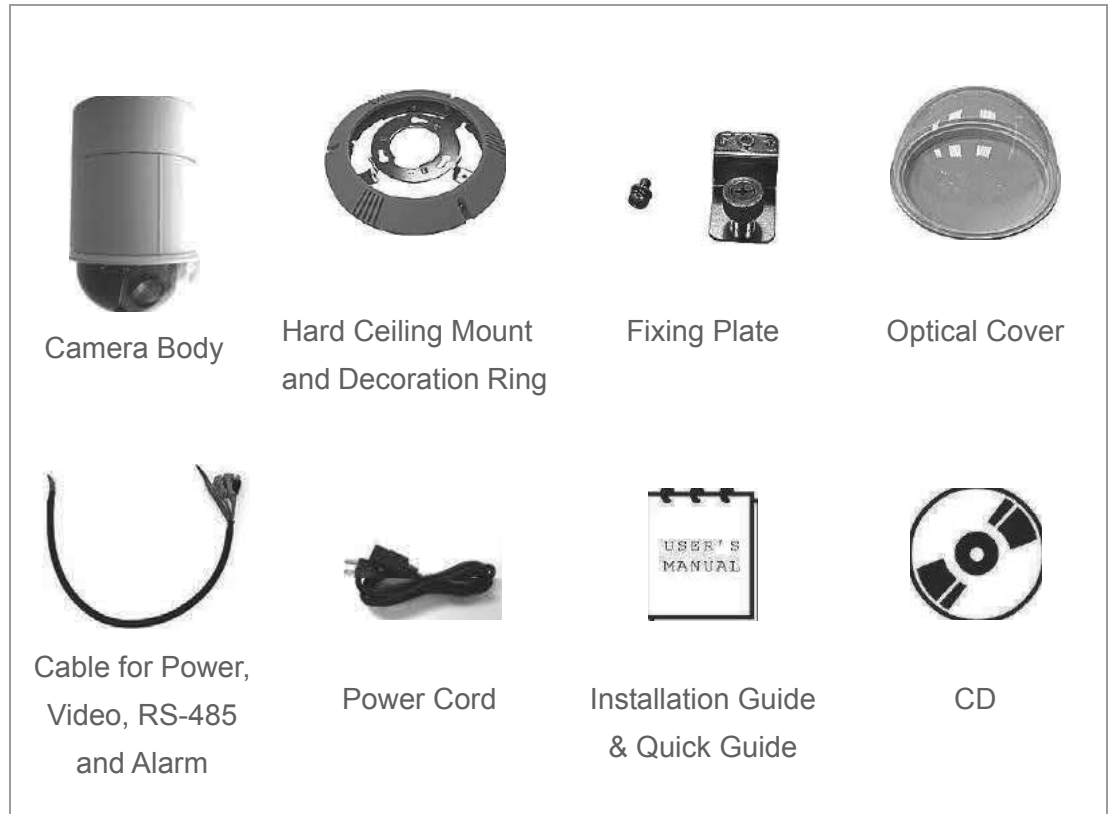 Camera Body
Hard Ceiling Mount
and Decoration Ring
Fixing Plate
Optical Cover
Cable for Power,
Video, RS-485
and Alarm
Power Cord
USER'S
MANUAL
Installation Guide
& Quick Guide
CD